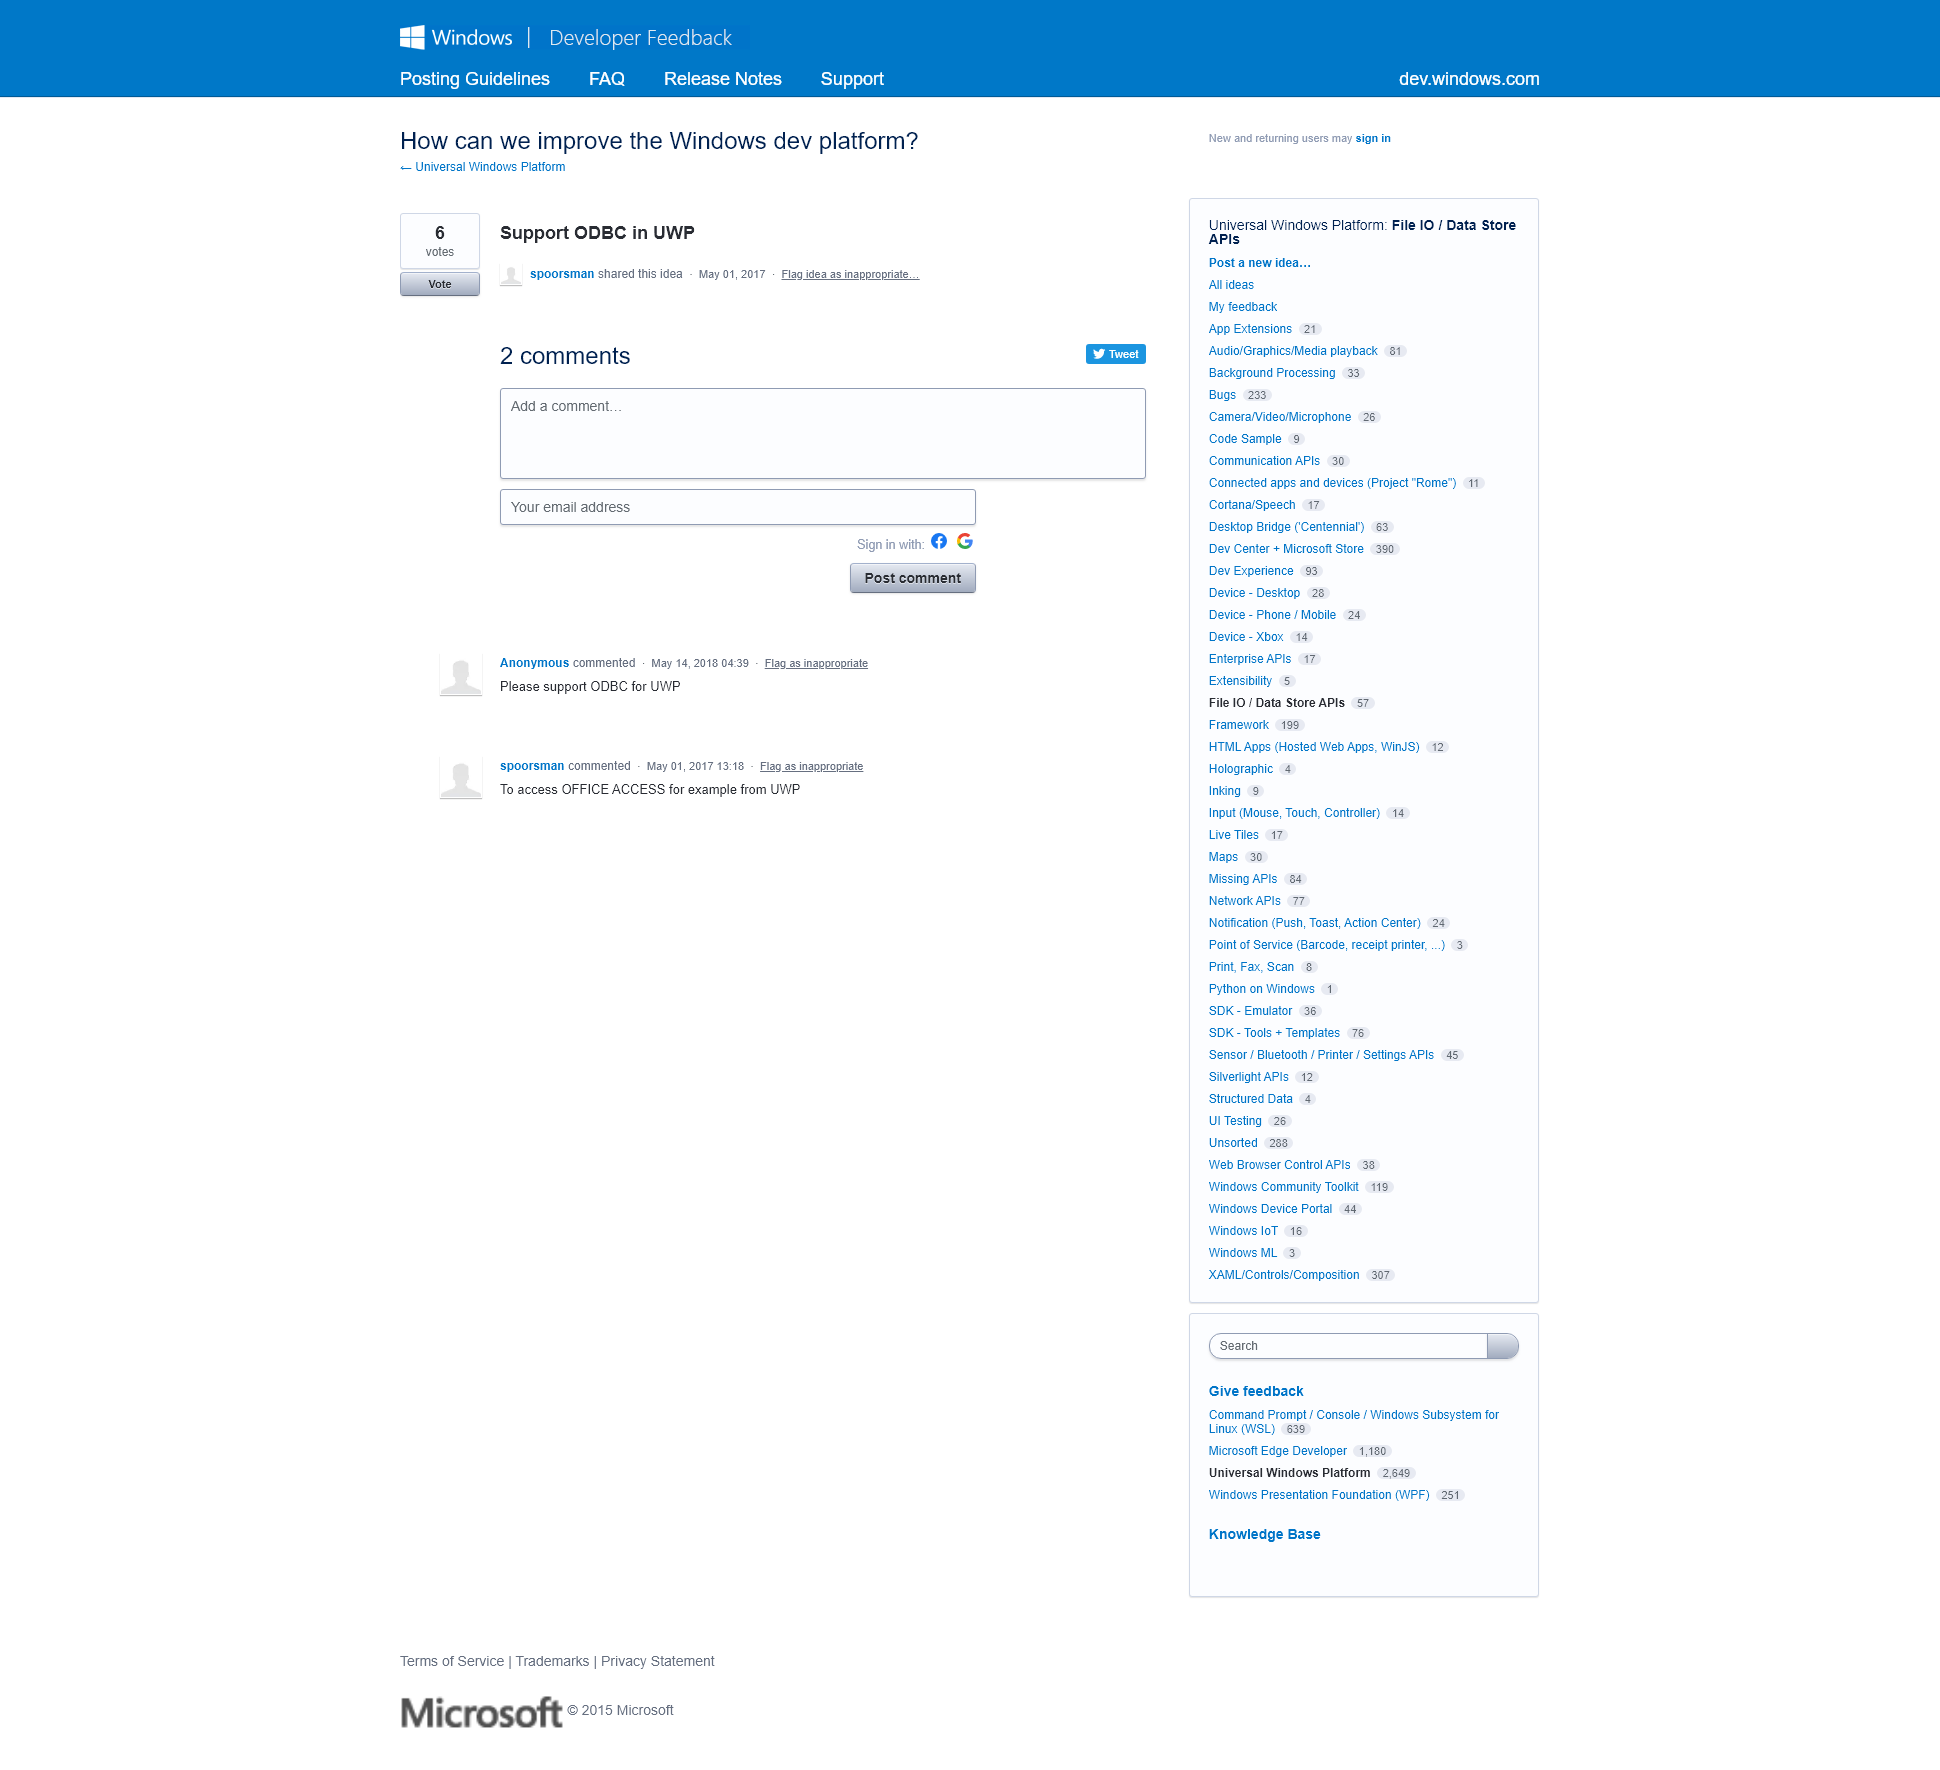 Windows | Developer Feedback
Posting Guidelines FAQ Release Notes Support dev.windows.com
How can we improve the Windows dev platform?
← Universal Windows Platform
New and returning users may sign in
6
votes
Vote
Support ODBC in UWP
spoorsman shared this idea · May 01, 2017 · Flag idea as inappropriate…
2 comments
Tweet
Add a comment…
Your email address
Sign in with:
Post comment
Anonymous commented · May 14, 2018 04:39 · Flag as inappropriate
Please support ODBC for UWP
spoorsman commented · May 01, 2017 13:18 · Flag as inappropriate
To access OFFICE ACCESS for example from UWP
Universal Windows Platform: File IO / Data Store
APIs
Post a new idea…
All ideas
My feedback
App Extensions 21
Audio/Graphics/Media playback 81
Background Processing 33
Bugs 233
Camera/Video/Microphone 26
Code Sample 9
Communication APIs 30
Connected apps and devices (Project "Rome") 11
Cortana/Speech 17
Desktop Bridge ('Centennial') 63
Dev Center + Microsoft Store 390
Dev Experience 93
Device - Desktop 28
Device - Phone / Mobile 24
Device - Xbox 14
Enterprise APIs 17
Extensibility 5
File IO / Data Store APIs 57
Framework 199
HTML Apps (Hosted Web Apps, WinJS) 12
Holographic 4
Inking 9
Input (Mouse, Touch, Controller) 14
Live Tiles 17
Maps 30
Missing APIs 84
Network APIs 77
Notification (Push, Toast, Action Center) 24
Point of Service (Barcode, receipt printer, ...) 3
Print, Fax, Scan 8
Python on Windows 1
SDK - Emulator 36
SDK - Tools + Templates 76
Sensor / Bluetooth / Printer / Settings APIs 45
Silverlight APIs 12
Structured Data 4
UI Testing 26
Unsorted 288
Web Browser Control APIs 38
Windows Community Toolkit 119
Windows Device Portal 44
Windows IoT 16
Windows ML 3
XAML/Controls/Composition 307
Search
Give feedback
Command Prompt / Console / Windows Subsystem for
Linux (WSL) 639
Microsoft Edge Developer 1,180
Universal Windows Platform 2,649
Windows Presentation Foundation (WPF) 251
Knowledge Base
Terms of Service | Trademarks | Privacy Statement
Microsoft © 2015 Microsoft